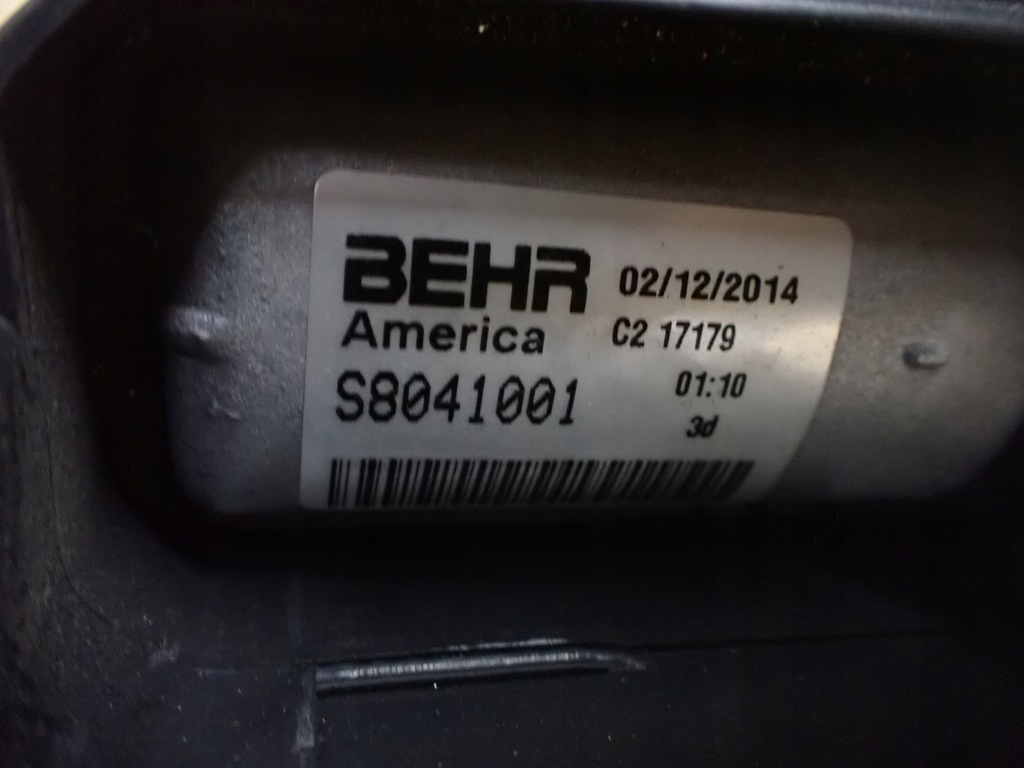 BEHR 02/12/2014
America C2 17179
S8041001 01:10
3d